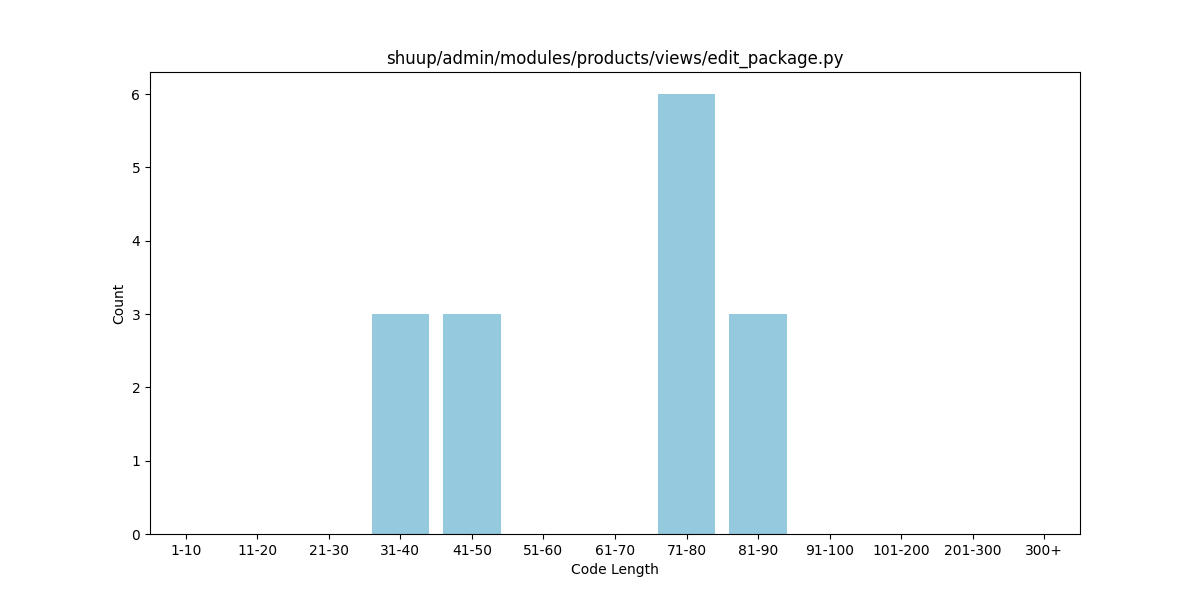 shuup/admin/modules/products/views/edit_package.py
6
5
4
3
2
1
0
Count
1-10 11-20 21-30 31-40 41-50 51-60 61-70 71-80 81-90 91-100 101-200 201-300 300+
Code Length